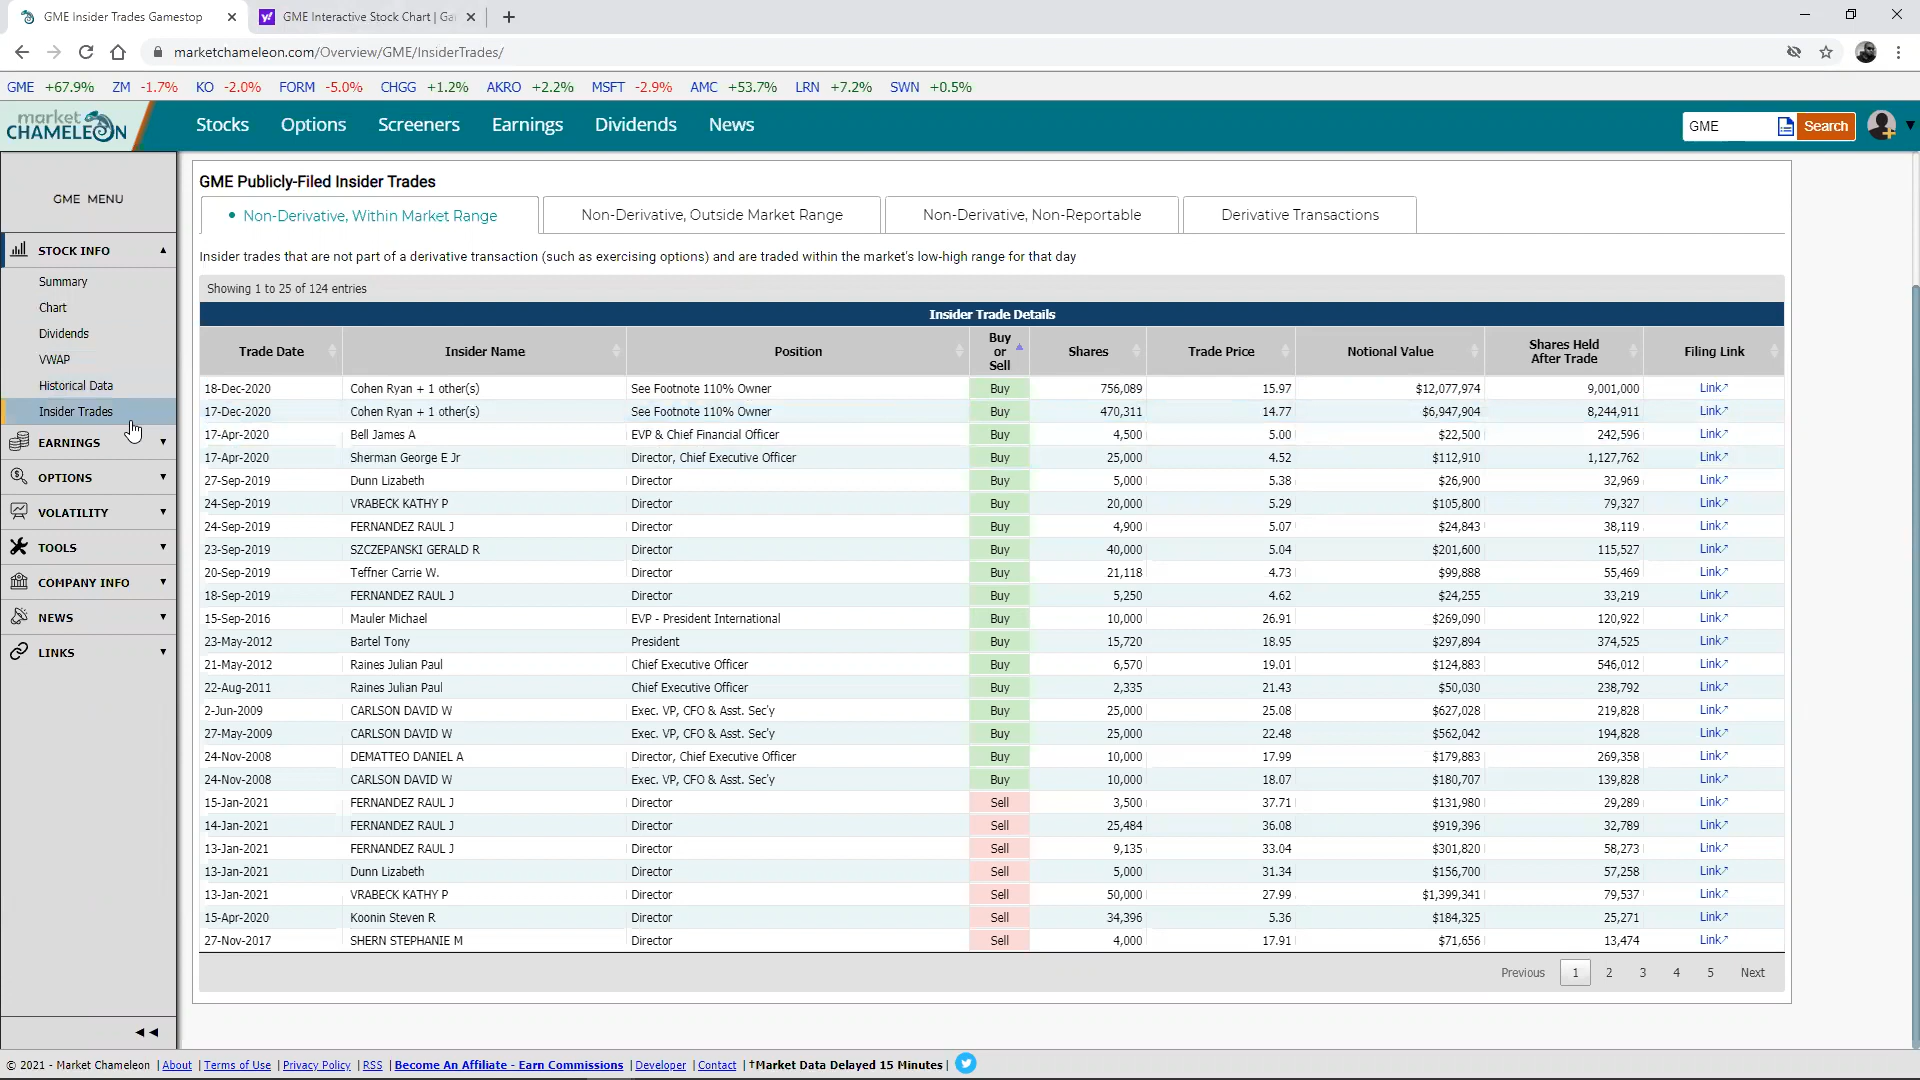 GME Insider Trades Gamestop
GME Interactive Stock Chart | Ga
marketchameleon.com/Overview/GME/InsiderTrades/
GME +67.9% ZM -1.7% KO -2.0% FORM -5.0% CHGG +1.2% AKRO +2.2% MSFT -2.9% AMC +53.7% LRN +7.2% SWN +0.5%
market CHAMELEON
Stocks Options Screeners Earnings Dividends News
GME Search
GME MENU
STOCK INFO
Summary
Chart
Dividends
VWAP
Historical Data
Insider Trades
EARNINGS
OPTIONS
VOLATILITY
TOOLS
COMPANY INFO
NEWS
LINKS
GME Publicly-Filed Insider Trades
Non-Derivative, Within Market Range Non-Derivative, Outside Market Range Non-Derivative, Non-Reportable Derivative Transactions
Insider trades that are not part of a derivative transaction (such as exercising options) and are traded within the market's low-high range for that day
Showing 1 to 25 of 124 entries
Insider Trade Details
Trade Date Insider Name Position Buy or Sell Shares Trade Price Notional Value Shares Held After Trade Filing Link
18-Dec-2020 Cohen Ryan + 1 other(s) See Footnote 110% Owner Buy 756,089 15.97 $12,077,974 9,001,000 Link
17-Dec-2020 Cohen Ryan + 1 other(s) See Footnote 110% Owner Buy 470,311 14.77 $6,947,904 8,244,911 Link
17-Apr-2020 Bell James A EVP & Chief Financial Officer Buy 4,500 5.00 $22,500 242,596 Link
17-Apr-2020 Sherman George E Jr Director, Chief Executive Officer Buy 25,000 4.52 $112,910 1,127,762 Link
27-Sep-2019 Dunn Lizabeth Director Buy 5,000 5.38 $26,900 32,969 Link
24-Sep-2019 VRABECK KATHY P Director Buy 20,000 5.29 $105,800 79,327 Link
24-Sep-2019 FERNANDEZ RAUL J Director Buy 4,900 5.07 $24,843 38,119 Link
23-Sep-2019 SZCZEPANSKI GERALD R Director Buy 40,000 5.04 $201,600 115,527 Link
20-Sep-2019 Teffner Carrie W. Director Buy 21,118 4.73 $99,888 55,469 Link
18-Sep-2019 FERNANDEZ RAUL J Director Buy 5,250 4.62 $24,255 33,219 Link
15-Sep-2016 Mauler Michael EVP - President International Buy 10,000 26.91 $269,090 120,922 Link
23-May-2012 Bartel Tony President Buy 15,720 18.95 $297,894 374,525 Link
21-May-2012 Raines Julian Paul Chief Executive Officer Buy 6,570 19.01 $124,883 546,012 Link
22-Aug-2011 Raines Julian Paul Chief Executive Officer Buy 2,335 21.43 $50,030 238,792 Link
2-Jun-2009 CARLSON DAVID W Exec. VP, CFO & Asst. Sec'y Buy 25,000 25.08 $627,028 219,828 Link
27-May-2009 CARLSON DAVID W Exec. VP, CFO & Asst. Sec'y Buy 25,000 22.48 $562,042 194,828 Link
24-Nov-2008 DEMATTEO DANIEL A Director, Chief Executive Officer Buy 10,000 17.99 $179,883 269,358 Link
24-Nov-2008 CARLSON DAVID W Exec. VP, CFO & Asst. Sec'y Buy 10,000 18.07 $180,707 139,828 Link
15-Jan-2021 FERNANDEZ RAUL J Director Sell 3,500 37.71 $131,980 29,289 Link
14-Jan-2021 FERNANDEZ RAUL J Director Sell 25,484 36.08 $919,396 32,789 Link
13-Jan-2021 FERNANDEZ RAUL J Director Sell 9,135 33.04 $301,820 58,273 Link
13-Jan-2021 Dunn Lizabeth Director Sell 5,000 31.34 $156,700 57,258 Link
13-Jan-2021 VRABECK KATHY P Director Sell 50,000 27.99 $1,399,341 79,537 Link
15-Apr-2020 Koonin Steven R Director Sell 34,396 5.36 $184,325 25,271 Link
27-Nov-2017 SHERN STEPHANIE M Director Sell 4,000 17.91 $71,656 13,474 Link
Previous 1 2 3 4 5 Next
© 2021 - Market Chameleon | About | Terms of Use | Privacy Policy | RSS | Become An Affiliate - Earn Commissions | Developer | Contact | †Market Data Delayed 15 Minutes |